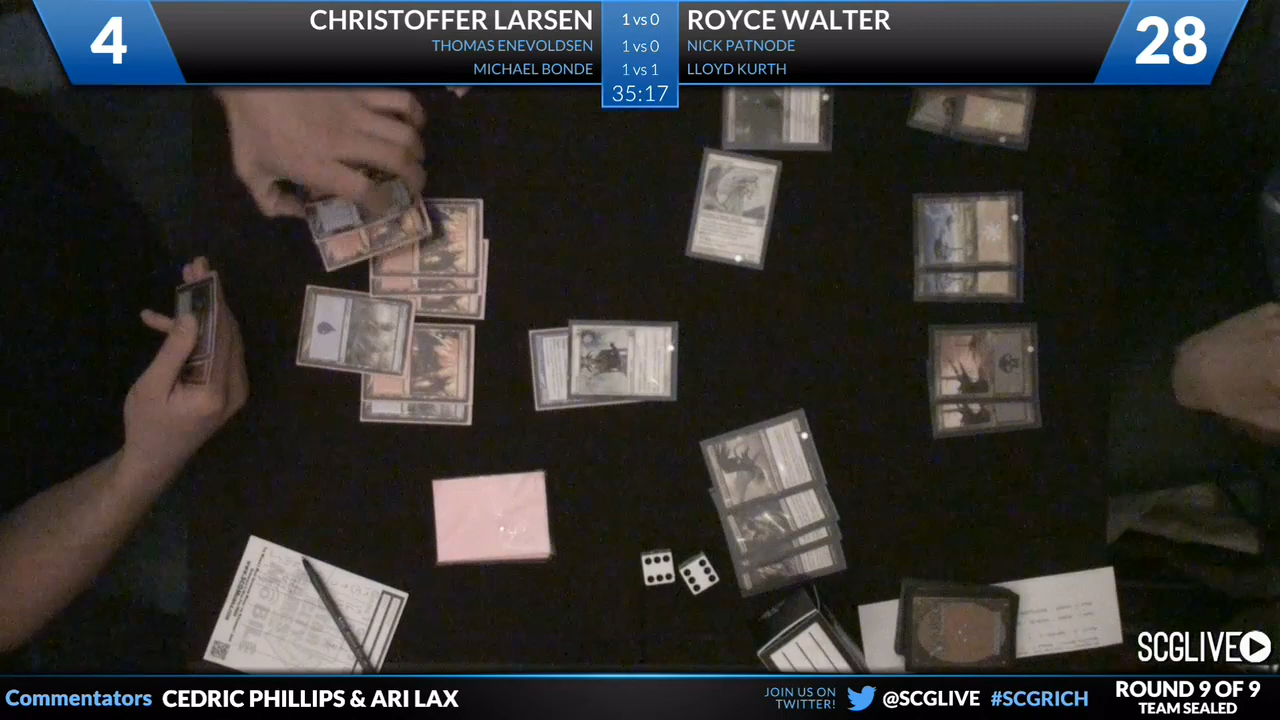 4
CHRISTOFFER LARSEN
1 vs 0
ROYCE WALTER
28
THOMAS ENEVOLDSEN
1 vs 0
NICK PATNODE
MICHAEL BONDE
1 vs 1
LLOYD KURTH
35:17
SCGLIVE
Commentators CEDRIC PHILLIPS & ARI LAX
JOIN US ON
TWITTER!
@SCGLIVE #SCGRICH
ROUND 9 OF 9
TEAM SEALED